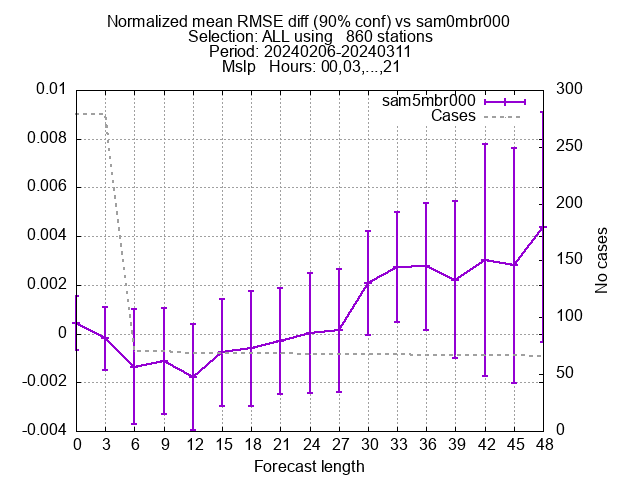 Normalized mean RMSE diff (90% conf) vs sam0mbr000
Selection: ALL using   860 stations
Period: 20240206-20240311
Mslp   Hours: 00,03,...,21
sam5mbr000
Cases
0.01
0.008
0.006
0.004
0.002
0
-0.002
-0.004
300
250
200
150
100
50
0
No cases
0 3 6 9 12 15 18 21 24 27 30 33 36 39 42 45 48
Forecast length